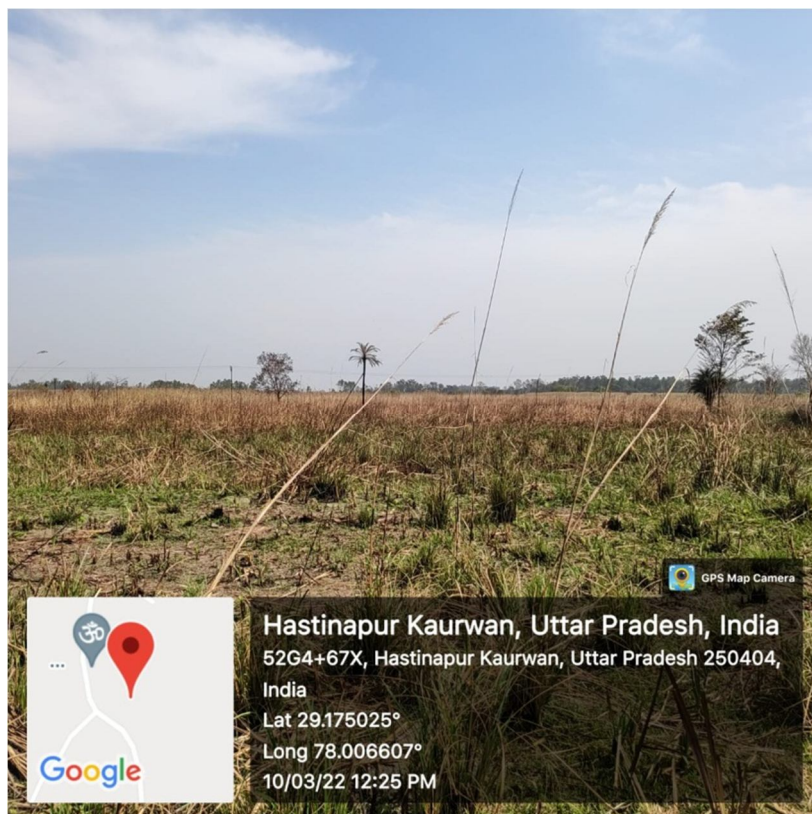 GPS Map Camera
Hastinapur Kaurwan, Uttar Pradesh, India
52G4+67X, Hastinapur Kaurwan, Uttar Pradesh 250404,
India
Lat 29.175025°
Long 78.006607°
10/03/22 12:25 PM
ॐ
Google